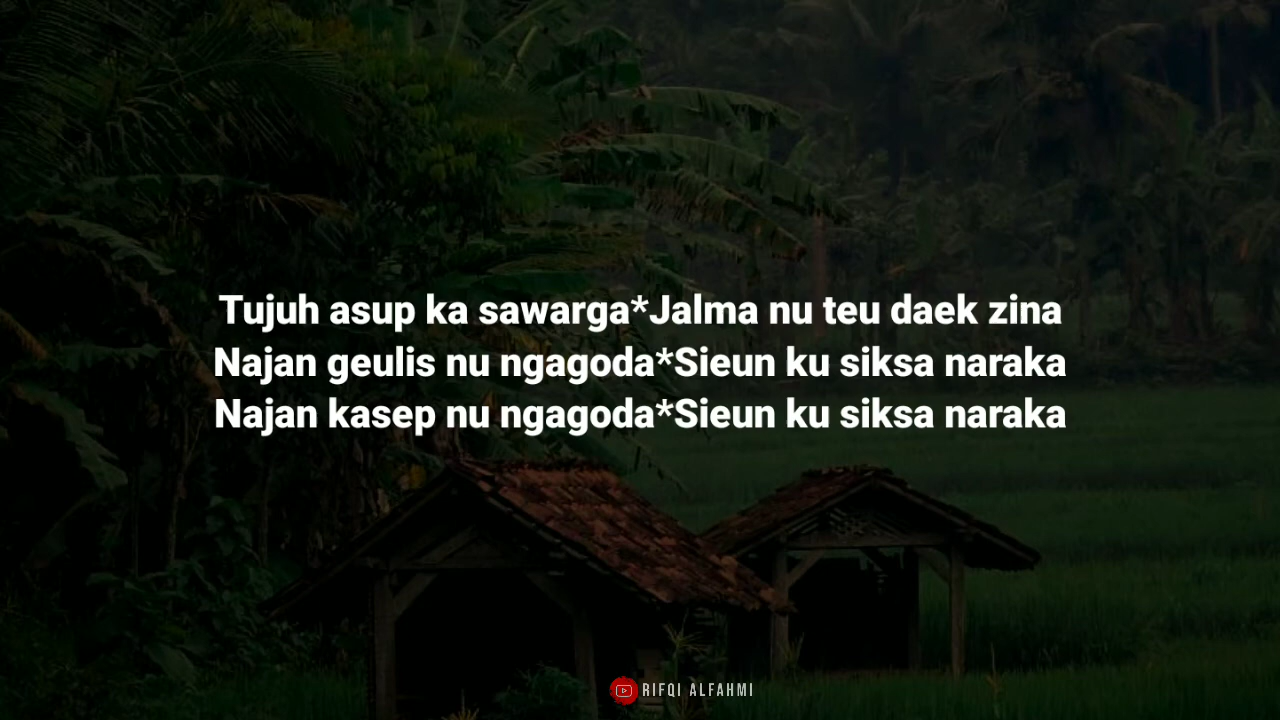 Tujuh asup ka sawarga*Jalma nu teu daek zina
Najan geulis nu ngagoda*Sieun ku siksa naraka
Najan kasep nu ngagoda*Sieun ku siksa naraka
RIFQI ALFAHMI